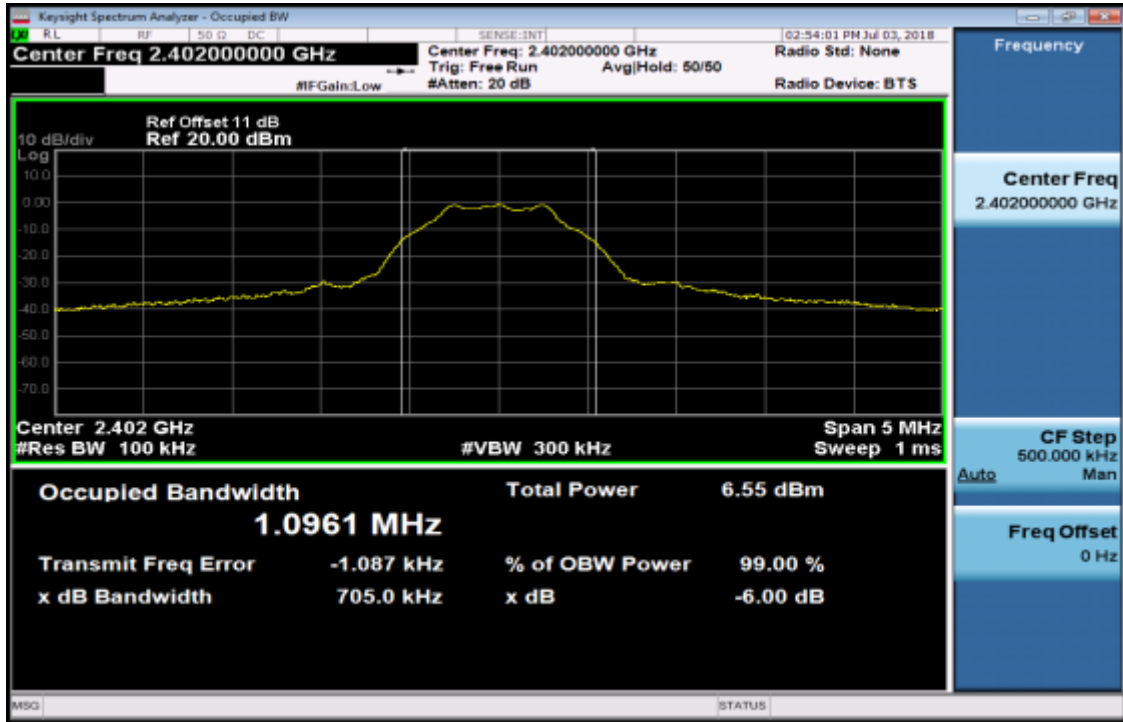 Keysight Spectrum Analyzer - Occupied BW
RL RF 50 Ω DC SENSE:INT 02:54:01 PM Jul 03, 2018
Center Freq 2.402000000 GHz
Center Freq: 2.402000000 GHz Radio Std: None
Trig: Free Run Avg|Hold: 50/50
#IFGain:Low #Atten: 20 dB Radio Device: BTS
Ref Offset 11 dB
10 dB/div Ref 20.00 dBm
Log
10.0
0.00
-10.0
-20.0
-30.0
-40.0
-50.0
-60.0
-70.0
Center 2.402 GHz Span 5 MHz
#Res BW 100 kHz #VBW 300 kHz Sweep 1 ms
Occupied Bandwidth Total Power 6.55 dBm
1.0961 MHz
Transmit Freq Error -1.087 kHz % of OBW Power 99.00 %
x dB Bandwidth 705.0 kHz x dB -6.00 dB
Frequency
Center Freq
2.402000000 GHz
CF Step
500.000 kHz
Auto Man
Freq Offset
0 Hz
MSG STATUS